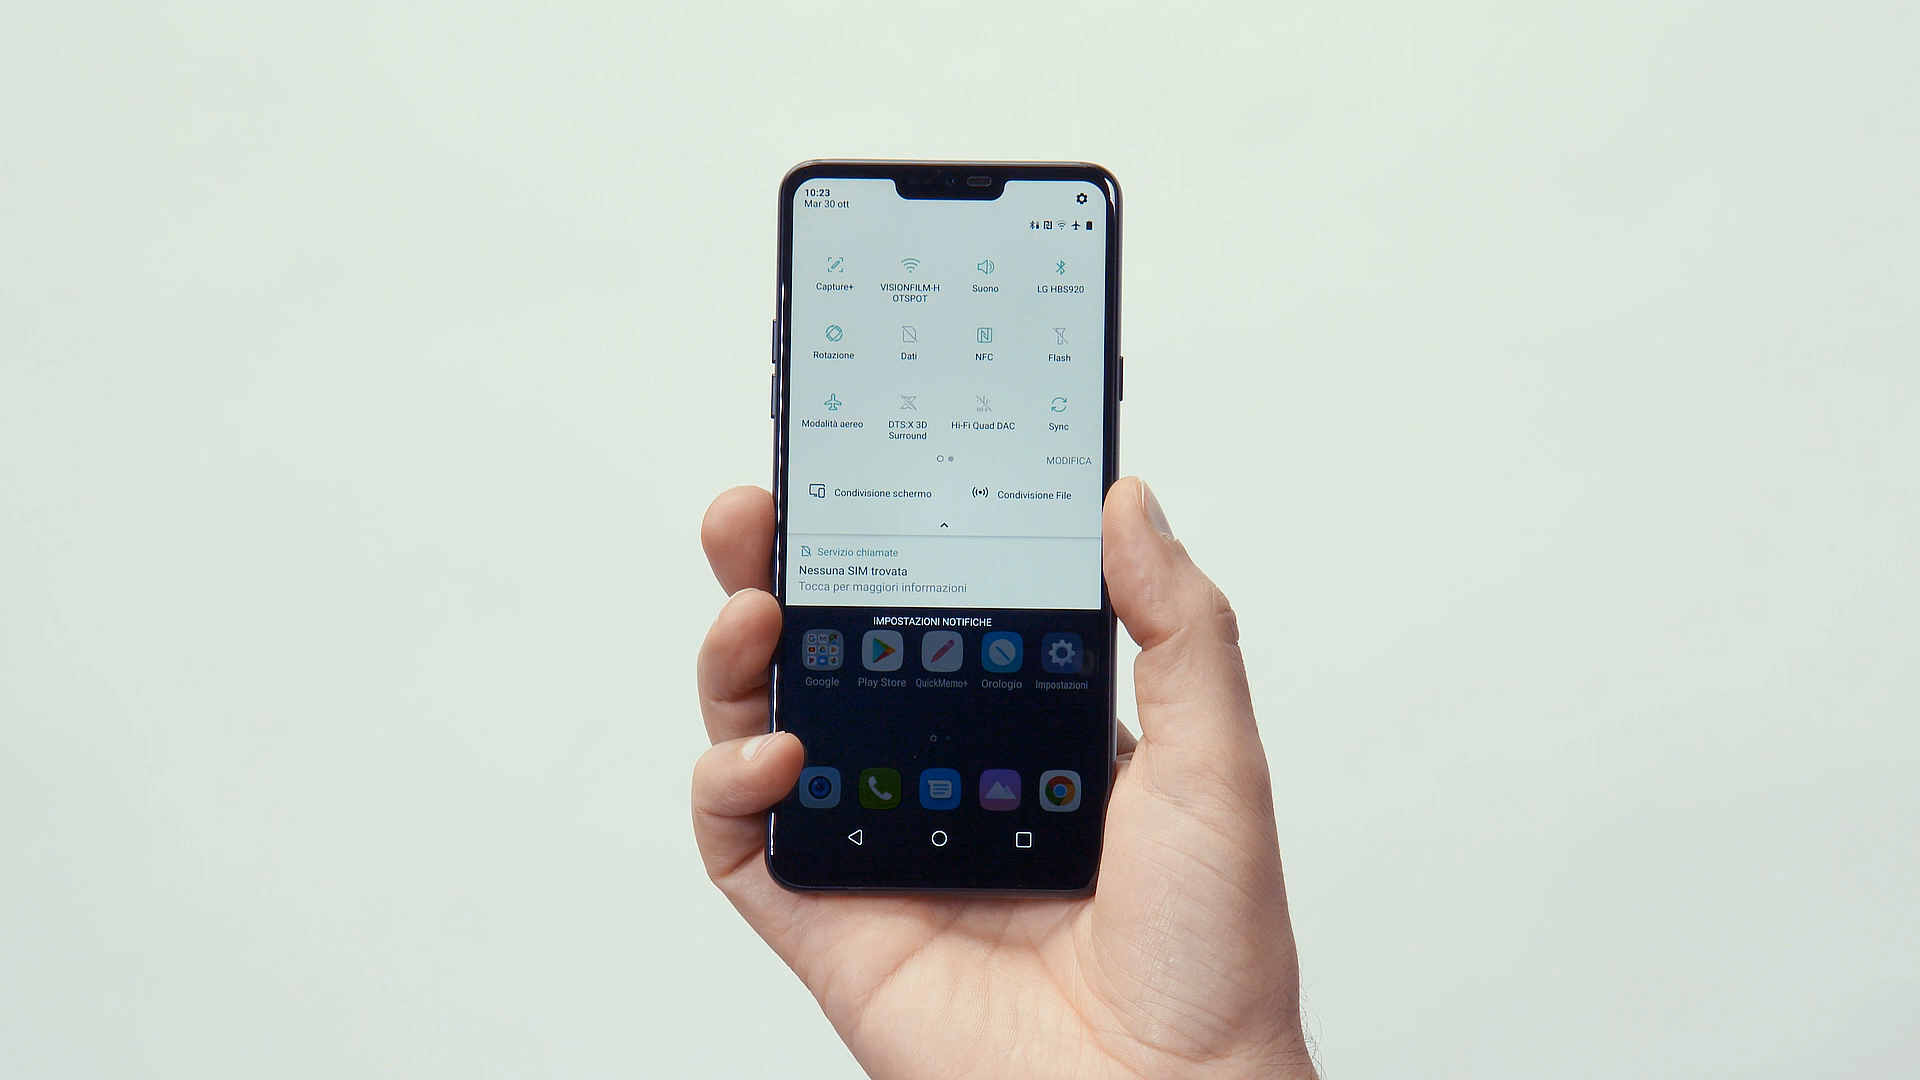 10:23
Mar 30 ott
Capture+
VISIONFILM-H
OTSPOT
Suono
LG HBS920
Rotazione
Dati
NFC
Flash
Modalità aereo
DTS:X 3D
Surround
Hi-Fi Quad DAC
Sync
MODIFICA
Condivisione schermo
Condivisione File
Servizio chiamate
Nessuna SIM trovata
Tocca per maggiori informazioni
IMPOSTAZIONI NOTIFICHE
Google
Play Store
QuickMemo+
Orologio
Impostazioni